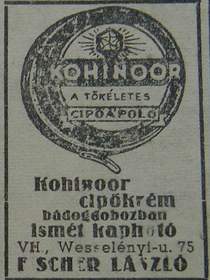 KOHINOOR
A TÖKÉLETES
CIPŐÁPOLÓ
Kohinoor
cipőkrém
bádogdobozban
ismét kapható
VII., Wesselényi-u. 75
FISCHER LÁSZLÓ